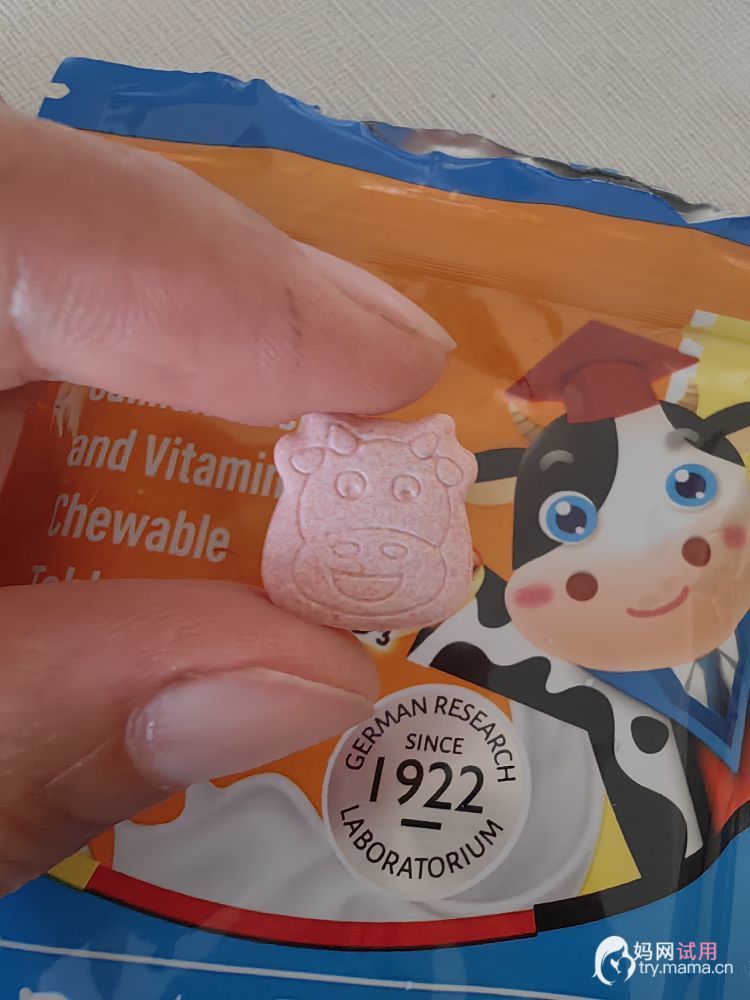 and Vitamin
Chewable
GERMAN RESEARCH
SINCE
1922
LABORATORIUM
妈网试用
try.mama.cn